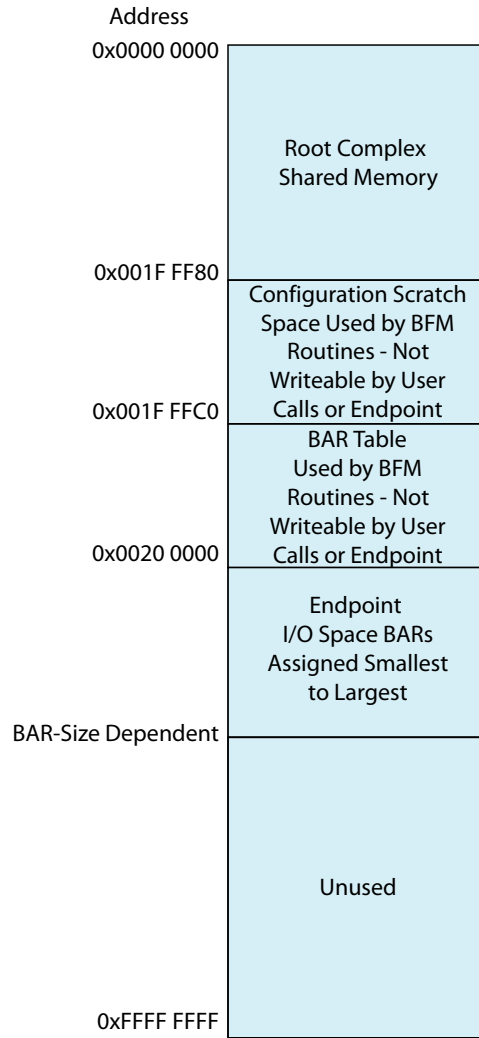 Address
0x0000 0000
Root Complex
Shared Memory
0x001F FF80
Configuration Scratch
Space Used by BFM
Routines - Not
Writeable by User
Calls or Endpoint
0x001F FFC0
BAR Table
Used by BFM
Routines - Not
Writeable by User
Calls or Endpoint
0x0020 0000
Endpoint
I/O Space BARs
Assigned Smallest
to Largest
BAR-Size Dependent
Unused
0xFFFF FFFF